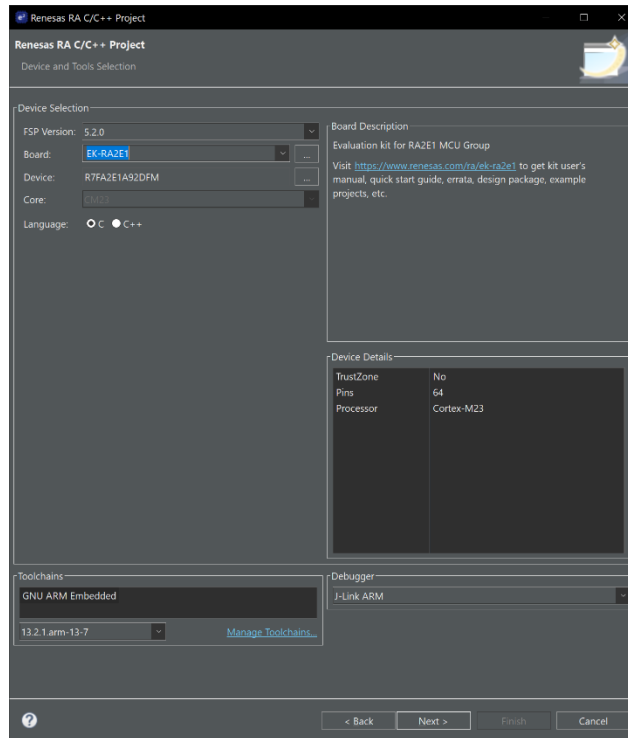 Renesas RA C/C++ Project
Renesas RA C/C++ Project
Device and Tools Selection
Device Selection
FSP Version: 5.2.0
Board: EK-RA2E1 ...
Device: R7FA2E1A92DFM ...
Core: CM23
Language: C C++
Board Description
Evaluation kit for RA2E1 MCU Group
Visit https://www.renesas.com/ra/ek-ra2e1 to get kit user's
manual, quick start guide, errata, design package, example
projects, etc.
Device Details
TrustZone No
Pins 64
Processor Cortex-M23
Toolchains
GNU ARM Embedded
13.2.1.arm-13-7
Manage Toolchains...
Debugger
J-Link ARM
?
< Back Next > Finish Cancel